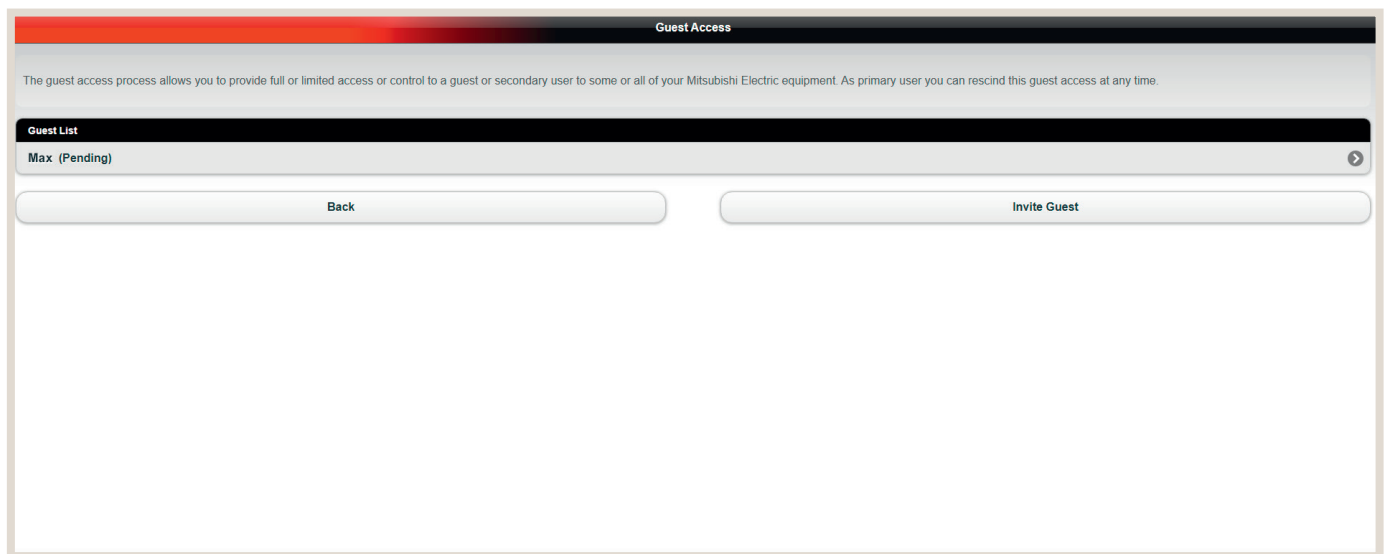 Guest Access
The guest access process allows you to provide full or limited access or control to a guest or secondary user to some or all of your Mitsubishi Electric equipment. As primary user you can rescind this guest access at any time.
Guest List
Max (Pending)
Back
Invite Guest